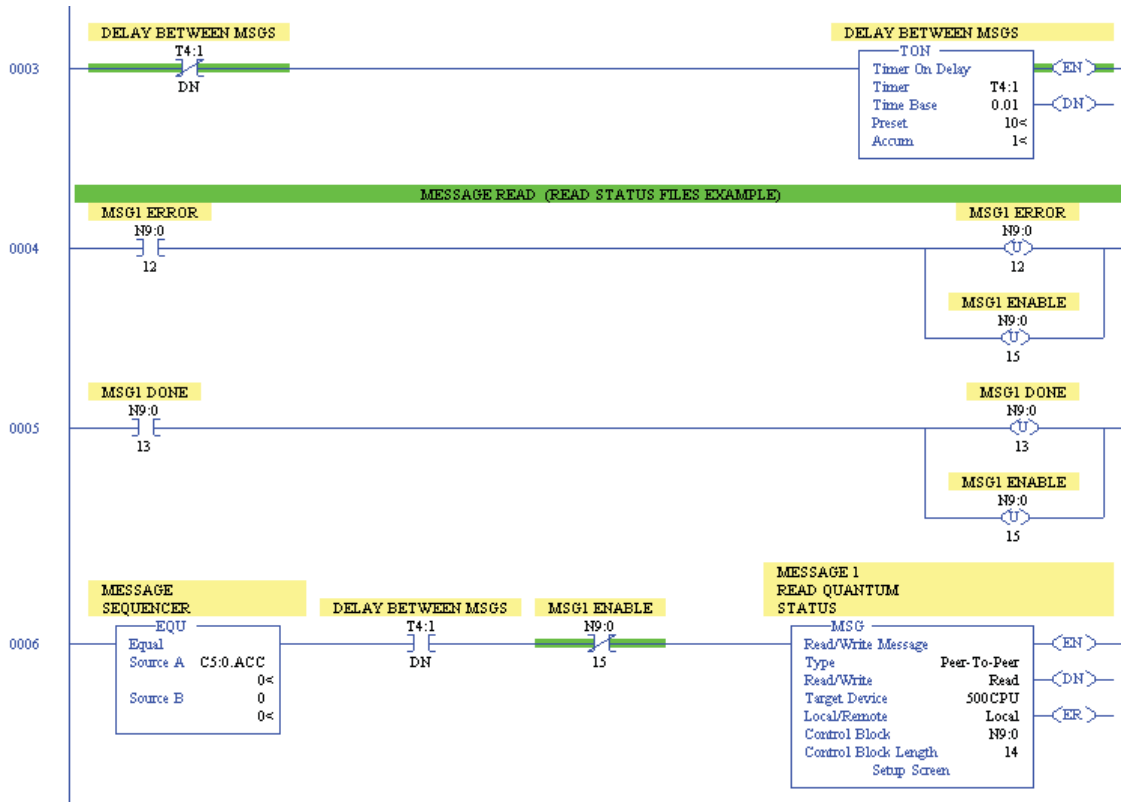 DELAY BETWEEN MSGS
T4:1
DN
0003
DELAY BETWEEN MSGS
TON
Timer On Delay
Timer T4:1
Time Base 0.01
Preset 10<
Accum 1<
EN
DN
MESSAGE READ (READ STATUS FILES EXAMPLE)
MSG1 ERROR
N9:0
12
0004
MSG1 ERROR
N9:0
U
12
MSG1 ENABLE
N9:0
U
15
MSG1 DONE
N9:0
13
0005
MSG1 DONE
N9:0
U
13
MSG1 ENABLE
N9:0
U
15
MESSAGE
SEQUENCER
EQU
Equal
Source A C5:0.ACC
0<
Source B 0
0<
0006
DELAY BETWEEN MSGS
T4:1
DN
MSG1 ENABLE
N9:0
15
MESSAGE 1
READ QUANTUM
STATUS
MSG
Read/Write Message
Type Peer-To-Peer
Read/Write Read
Target Device 500CPU
Local/Remote Local
Control Block N9:0
Control Block Length 14
Setup Screen
EN
DN
ER